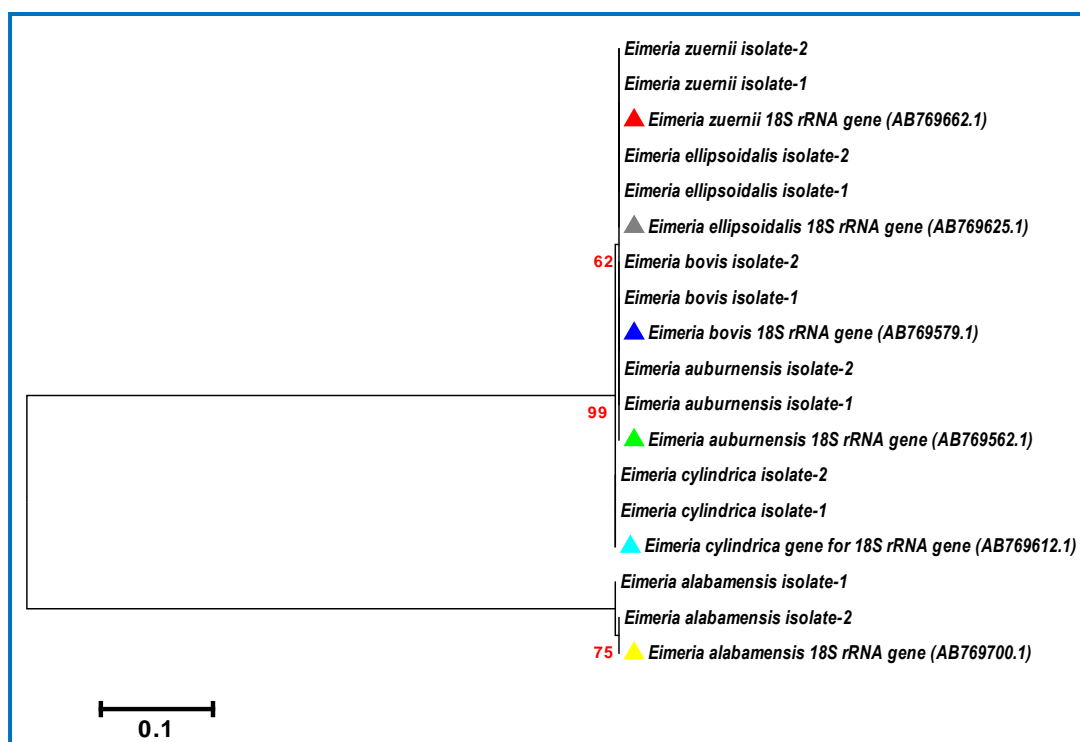 Eimeria zuernii isolate-2
Eimeria zuernii isolate-1
Eimeria zuernii 18S rRNA gene (AB769662.1)
Eimeria ellipsoidalis isolate-2
Eimeria ellipsoidalis isolate-1
Eimeria ellipsoidalis 18S rRNA gene (AB769625.1)
62
Eimeria bovis isolate-2
Eimeria bovis isolate-1
Eimeria bovis 18S rRNA gene (AB769579.1)
Eimeria auburnensis isolate-2
Eimeria auburnensis isolate-1
99
Eimeria auburnensis 18S rRNA gene (AB769562.1)
Eimeria cylindrica isolate-2
Eimeria cylindrica isolate-1
Eimeria cylindrica gene for 18S rRNA gene (AB769612.1)
Eimeria alabamensis isolate-1
Eimeria alabamensis isolate-2
75
Eimeria alabamensis 18S rRNA gene (AB769700.1)
0.1